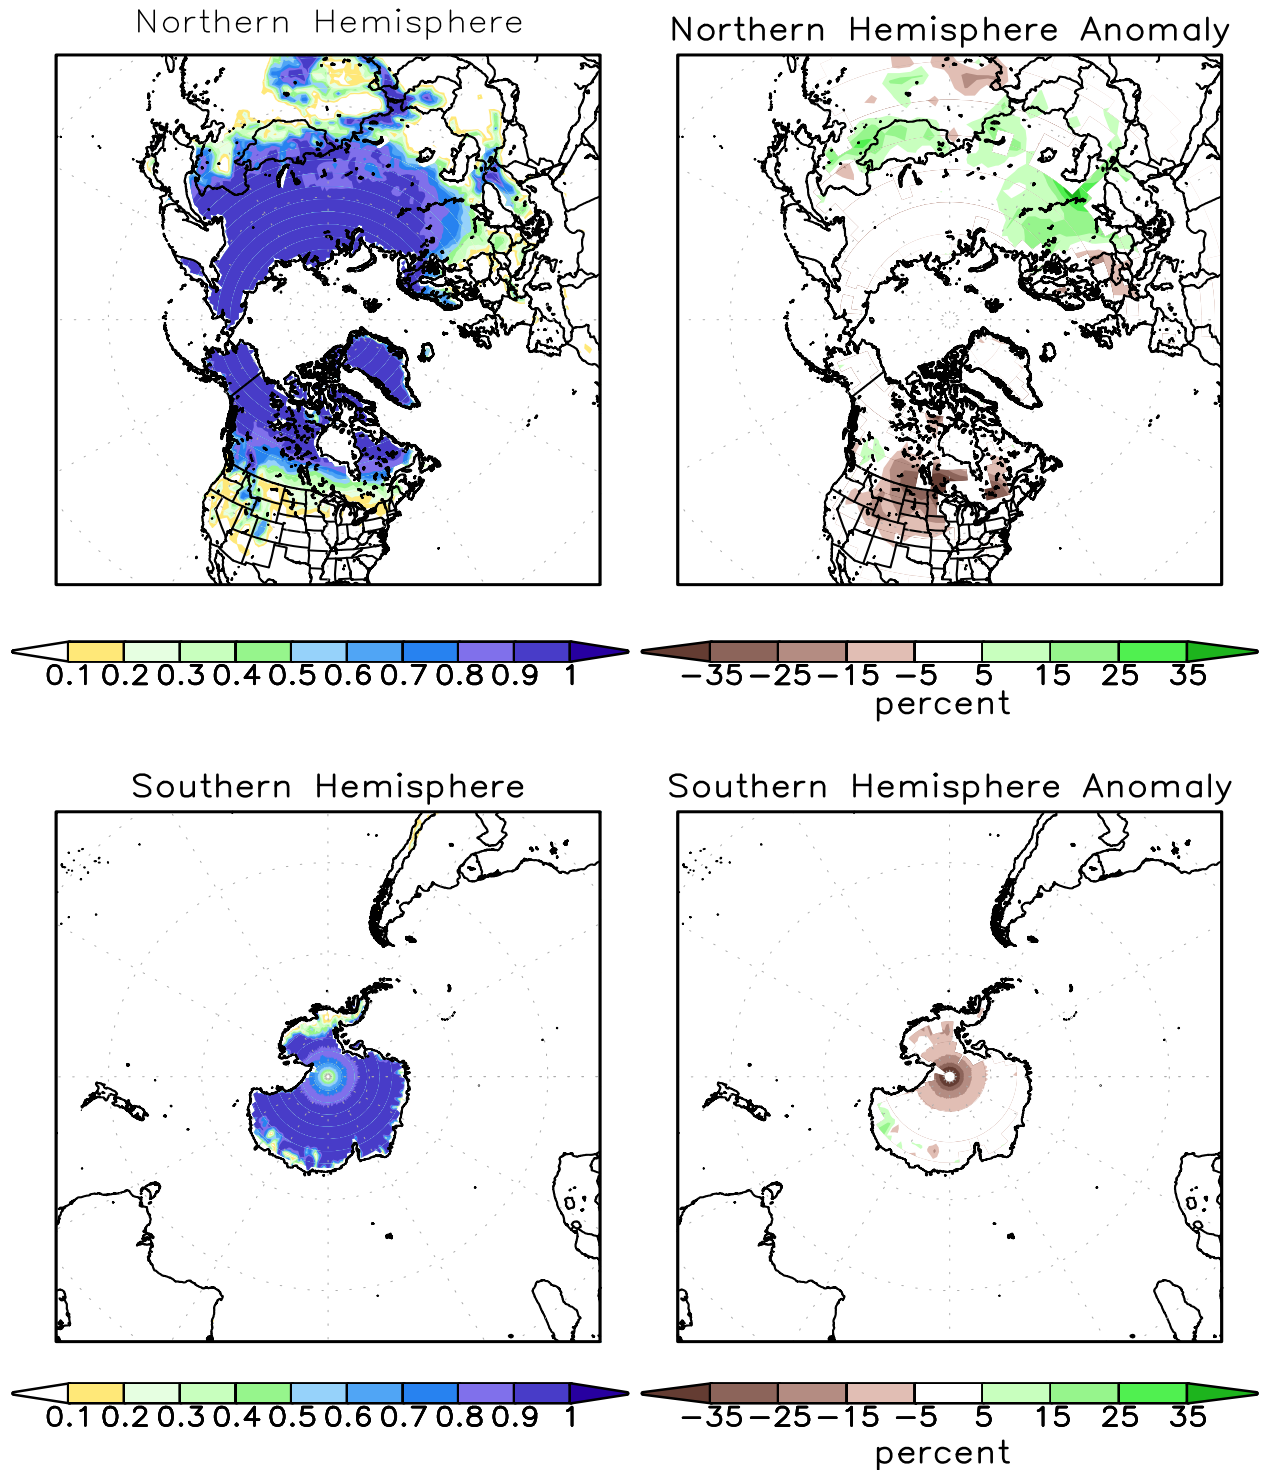 Northern Hemisphere
Northern Hemisphere Anomaly
0.1 0.2 0.3 0.4 0.5 0.6 0.7 0.8 0.9 1
-35 -25 -15 -5 5 15 25 35
percent
Southern Hemisphere
Southern Hemisphere Anomaly
0.1 0.2 0.3 0.4 0.5 0.6 0.7 0.8 0.9 1
-35 -25 -15 -5 5 15 25 35
percent